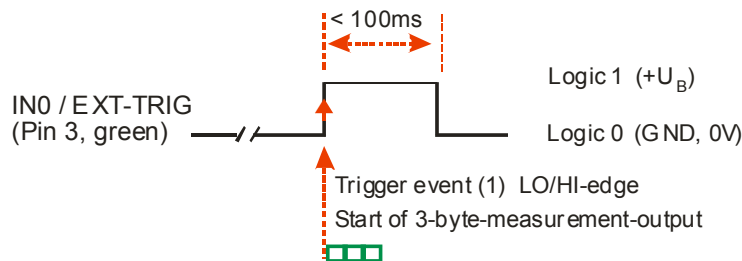 < 100ms
Logic 1 (+UB)
IN0 / EXT-TRIG
(Pin 3, green)
Logic 0 (GND, 0V)
Trigger event (1) LO/HI-edge
Start of 3-byte-measurement-output